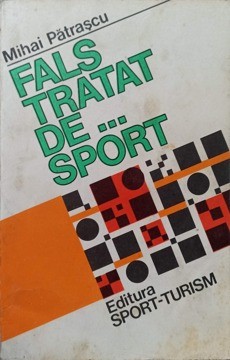 Mihai Pătrașcu
FALS
TRATAT
DE...
SPORT
Editura
SPORT-TURISM